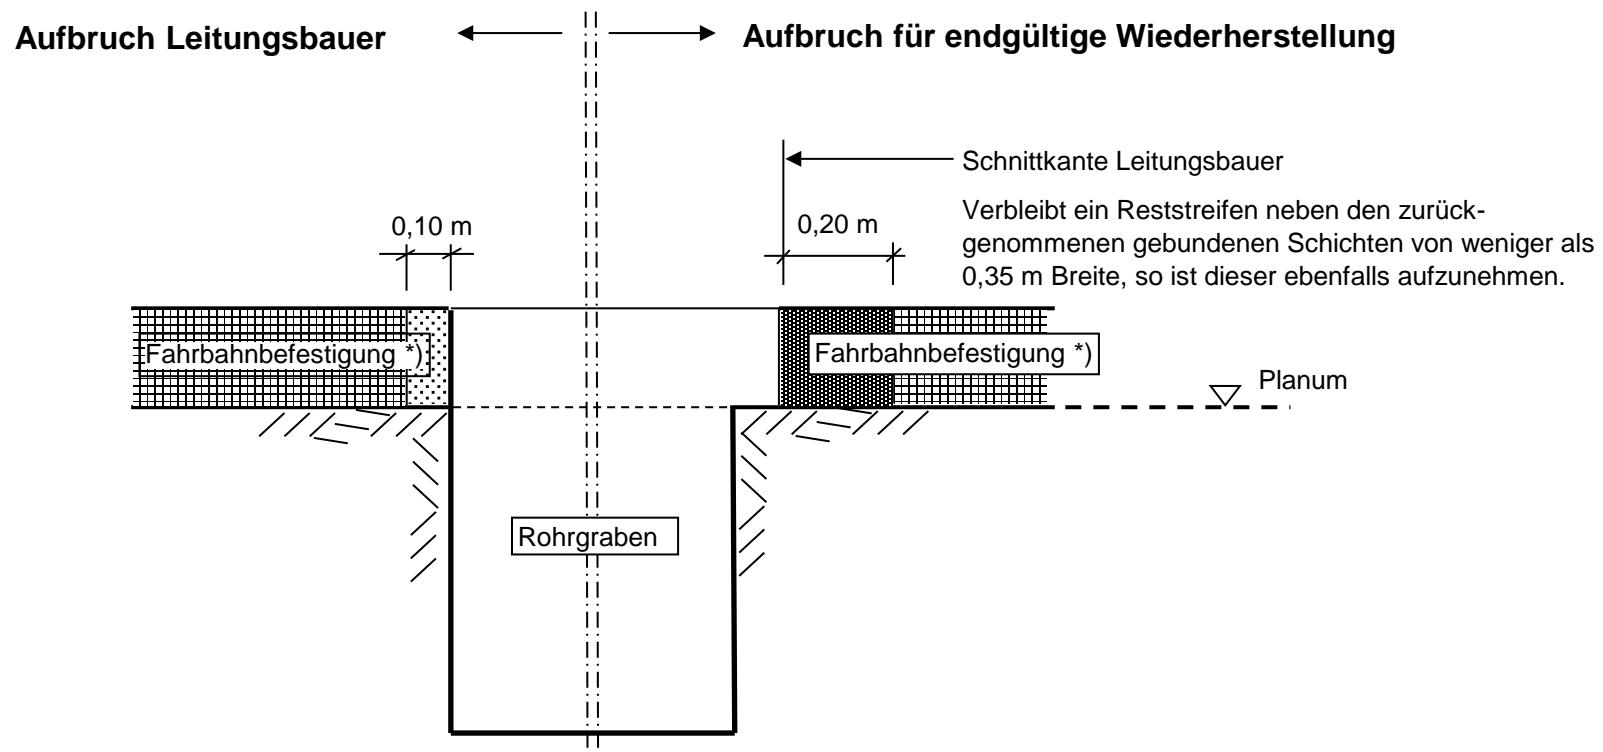 Aufbruch Leitungsbauer
Aufbruch für endgültige Wiederherstellung
Schnittkante Leitungsbauer
0,10 m
0,20 m
Verbleibt ein Reststreifen neben den zurück-
genommenen gebundenen Schichten von weniger als
0,35 m Breite, so ist dieser ebenfalls aufzunehmen.
Fahrbahnbefestigung *)
Fahrbahnbefestigung *)
Planum
Rohrgraben